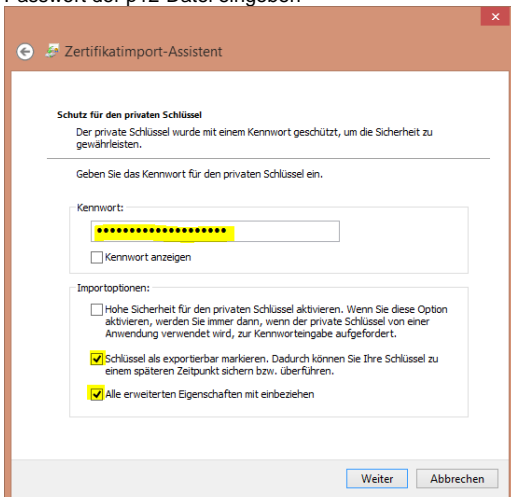 Passwort der p12-Datei eingeben
Zertifikatimport-Assistent
Schutz für den privaten Schlüssel
Der private Schlüssel wurde mit einem Kennwort geschützt, um die Sicherheit zu
gewährleisten.
Geben Sie das Kennwort für den privaten Schlüssel ein.
Kennwort:
••••••••••••••••••••
Kennwort anzeigen
Importoptionen:
Hohe Sicherheit für den privaten Schlüssel aktivieren. Wenn Sie diese Option
aktivieren, werden Sie immer dann, wenn der private Schlüssel von einer
Anwendung verwendet wird, zur Kennworteingabe aufgefordert.
Schlüssel als exportierbar markieren. Dadurch können Sie Ihre Schlüssel zu
einem späteren Zeitpunkt sichern bzw. überführen.
Alle erweiterten Eigenschaften mit einbeziehen
Weiter
Abbrechen